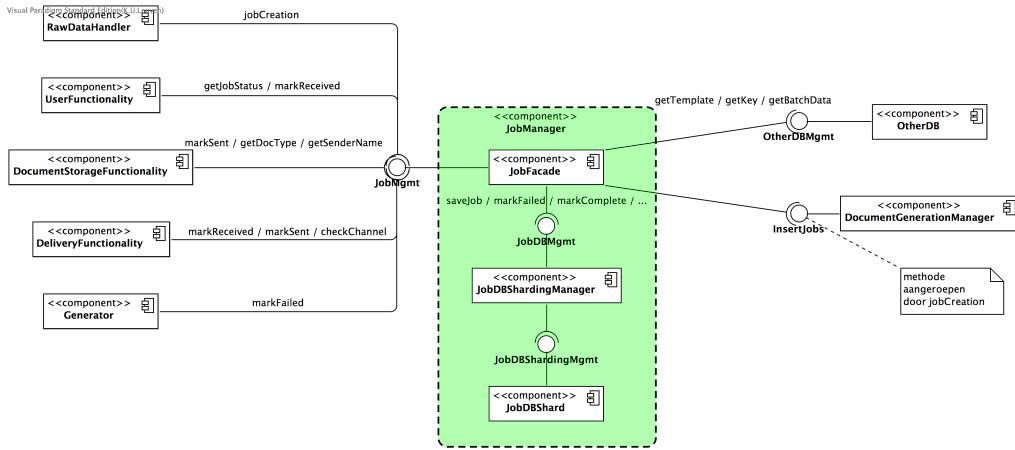 Visual Paradigm Standard Edition(K.U.Leuven)
<<component>>
RawDataHandler
jobCreation
<<component>>
UserFunctionality
getJobStatus / markReceived
<<component>>
DocumentStorageFunctionality
markSent / getDocType / getSenderName
<<component>>
DeliveryFunctionality
markReceived / markSent / checkChannel
<<component>>
Generator
markFailed
JobMgmt
<<component>>
JobManager
<<component>>
JobFacade
saveJob / markFailed / markComplete / ...
JobDBMgmt
<<component>>
JobDBShardingManager
JobDBShardingMgmt
<<component>>
JobDBShard
getTemplate / getKey / getBatchData
OtherDBMgmt
<<component>>
OtherDB
InsertJobs
<<component>>
DocumentGenerationManager
methode
aangeroepen
door jobCreation